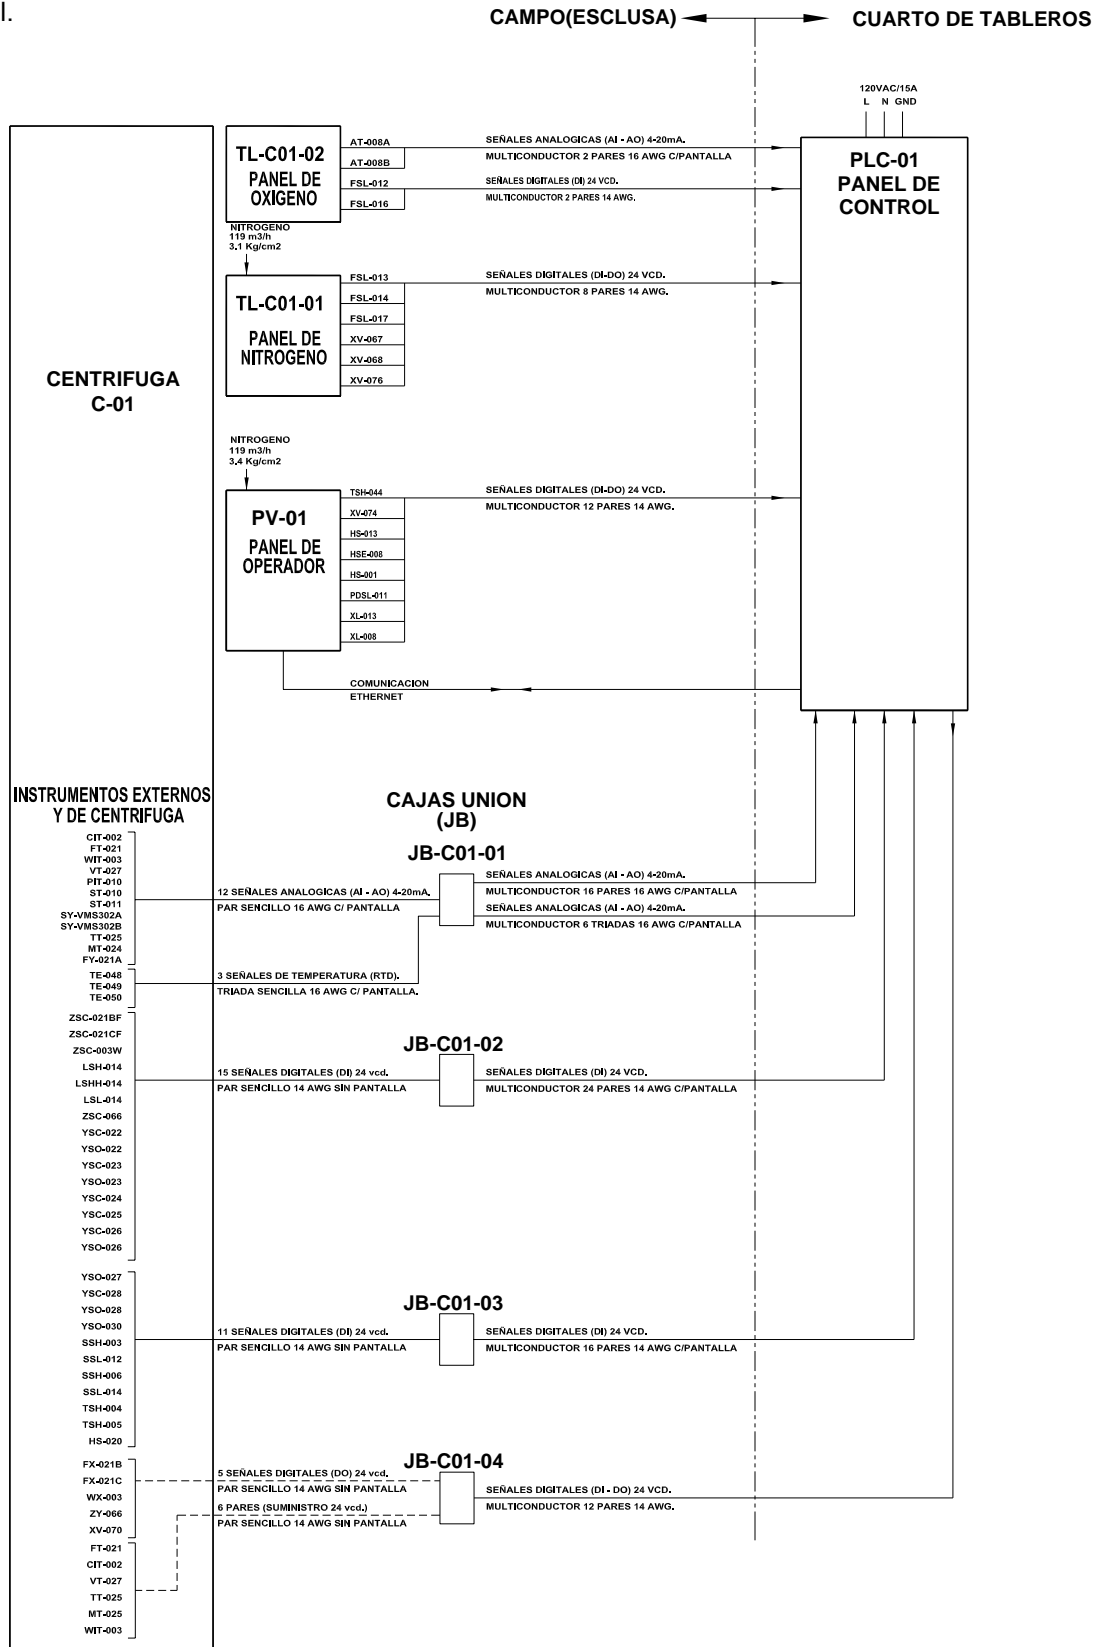 l.
CAMPO(ESCLUSA)
CUARTO DE TABLEROS
120VAC/15A
L N GND
PLC-01
PANEL DE
CONTROL
TL-C01-02
PANEL DE
OXIGENO
AT-008A
AT-008B
FSL-012
FSL-016
SEÑALES ANALOGICAS (AI - AO) 4-20mA.
MULTICONDUCTOR 2 PARES 16 AWG C/PANTALLA
SEÑALES DIGITALES (DI) 24 VCD.
MULTICONDUCTOR 2 PARES 14 AWG.
NITROGENO
119 m3/h
3.1 Kg/cm2
TL-C01-01
PANEL DE
NITROGENO
FSL-013
FSL-014
FSL-017
XV-067
XV-068
XV-076
SEÑALES DIGITALES (DI-DO) 24 VCD.
MULTICONDUCTOR 8 PARES 14 AWG.
CENTRIFUGA
C-01
NITROGENO
119 m3/h
3.4 Kg/cm2
PV-01
PANEL DE
OPERADOR
TSH-044
XV-074
HS-013
HSE-008
HS-001
PDSL-011
XL-013
XL-008
SEÑALES DIGITALES (DI-DO) 24 VCD.
MULTICONDUCTOR 12 PARES 14 AWG.
COMUNICACION
ETHERNET
INSTRUMENTOS EXTERNOS
Y DE CENTRIFUGA
CAJAS UNION
(JB)
CIT-002
FT-021
WIT-003
VT-027
PIT-010
ST-010
ST-011
SY-VMS302A
SY-VMS302B
TT-025
MT-024
FY-021A
12 SEÑALES ANALOGICAS (AI - AO) 4-20mA.
PAR SENCILLO 16 AWG C/ PANTALLA
JB-C01-01
SEÑALES ANALOGICAS (AI - AO) 4-20mA.
MULTICONDUCTOR 16 PARES 16 AWG C/PANTALLA
SEÑALES ANALOGICAS (AI - AO) 4-20mA.
MULTICONDUCTOR 6 TRIADAS 16 AWG C/PANTALLA
TE-048
TE-049
TE-050
3 SEÑALES DE TEMPERATURA (RTD).
TRIADA SENCILLA 16 AWG C/ PANTALLA.
ZSC-021BF
ZSC-021CF
ZSC-003W
LSH-014
LSHH-014
LSL-014
ZSC-066
YSC-022
YSO-022
YSC-023
YSO-023
YSC-024
YSC-025
YSC-026
YSO-026
15 SEÑALES DIGITALES (DI) 24 vcd.
PAR SENCILLO 14 AWG SIN PANTALLA
JB-C01-02
SEÑALES DIGITALES (DI) 24 VCD.
MULTICONDUCTOR 24 PARES 14 AWG C/PANTALLA
YSO-027
YSC-028
YSO-028
YSO-030
SSH-003
SSL-012
SSH-006
SSL-014
TSH-004
TSH-005
HS-020
11 SEÑALES DIGITALES (DI) 24 vcd.
PAR SENCILLO 14 AWG SIN PANTALLA
JB-C01-03
SEÑALES DIGITALES (DI) 24 VCD.
MULTICONDUCTOR 16 PARES 14 AWG C/PANTALLA
FX-021B
FX-021C
WX-003
ZY-066
XV-070
5 SEÑALES DIGITALES (DO) 24 vcd.
PAR SENCILLO 14 AWG SIN PANTALLA
6 PARES (SUMINISTRO 24 vcd.)
PAR SENCILLO 14 AWG SIN PANTALLA
JB-C01-04
SEÑALES DIGITALES (DI - DO) 24 VCD.
MULTICONDUCTOR 12 PARES 14 AWG.
FT-021
CIT-002
VT-027
TT-025
MT-025
WIT-003